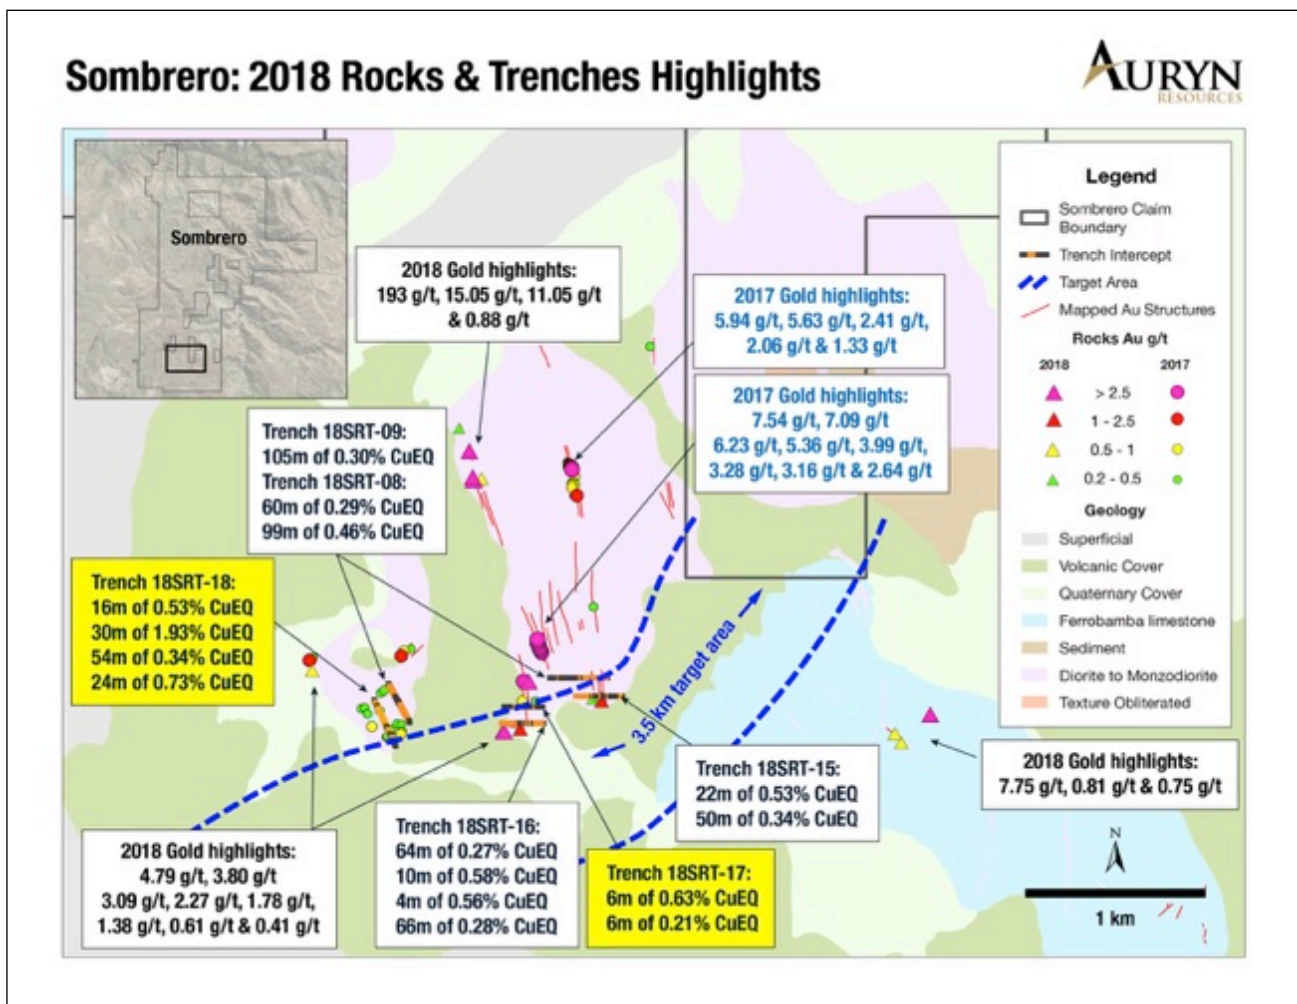 Sombrero: 2018 Rocks & Trenches Highlights
AURYN
RESOURCES
Sombrero
2018 Gold highlights:
193 g/t, 15.05 g/t, 11.05 g/t
& 0.88 g/t
2017 Gold highlights:
5.94 g/t, 5.63 g/t, 2.41 g/t,
2.06 g/t & 1.33 g/t
2017 Gold highlights:
7.54 g/t, 7.09 g/t
6.23 g/t, 5.36 g/t, 3.99 g/t,
3.28 g/t, 3.16 g/t & 2.64 g/t
Trench 18SRT-09:
105m of 0.30% CuEQ
Trench 18SRT-08:
60m of 0.29% CuEQ
99m of 0.46% CuEQ
Trench 18SRT-18:
16m of 0.53% CuEQ
30m of 1.93% CuEQ
54m of 0.34% CuEQ
24m of 0.73% CuEQ
3.5 km target area
2018 Gold highlights:
4.79 g/t, 3.80 g/t
3.09 g/t, 2.27 g/t, 1.78 g/t,
1.38 g/t, 0.61 g/t & 0.41 g/t
Trench 18SRT-16:
64m of 0.27% CuEQ
10m of 0.58% CuEQ
4m of 0.56% CuEQ
66m of 0.28% CuEQ
Trench 18SRT-17:
6m of 0.63% CuEQ
6m of 0.21% CuEQ
Trench 18SRT-15:
22m of 0.53% CuEQ
50m of 0.34% CuEQ
2018 Gold highlights:
7.75 g/t, 0.81 g/t & 0.75 g/t
N
1 km
Legend
Sombrero Claim
Boundary
Trench Intercept
Target Area
Mapped Au Structures
Rocks Au g/t
2018 2017
> 2.5
1 - 2.5
0.5 - 1
0.2 - 0.5
Geology
Superficial
Volcanic Cover
Quaternary Cover
Ferrobamba limestone
Sediment
Diorite to Monzodiorite
Texture Obliterated